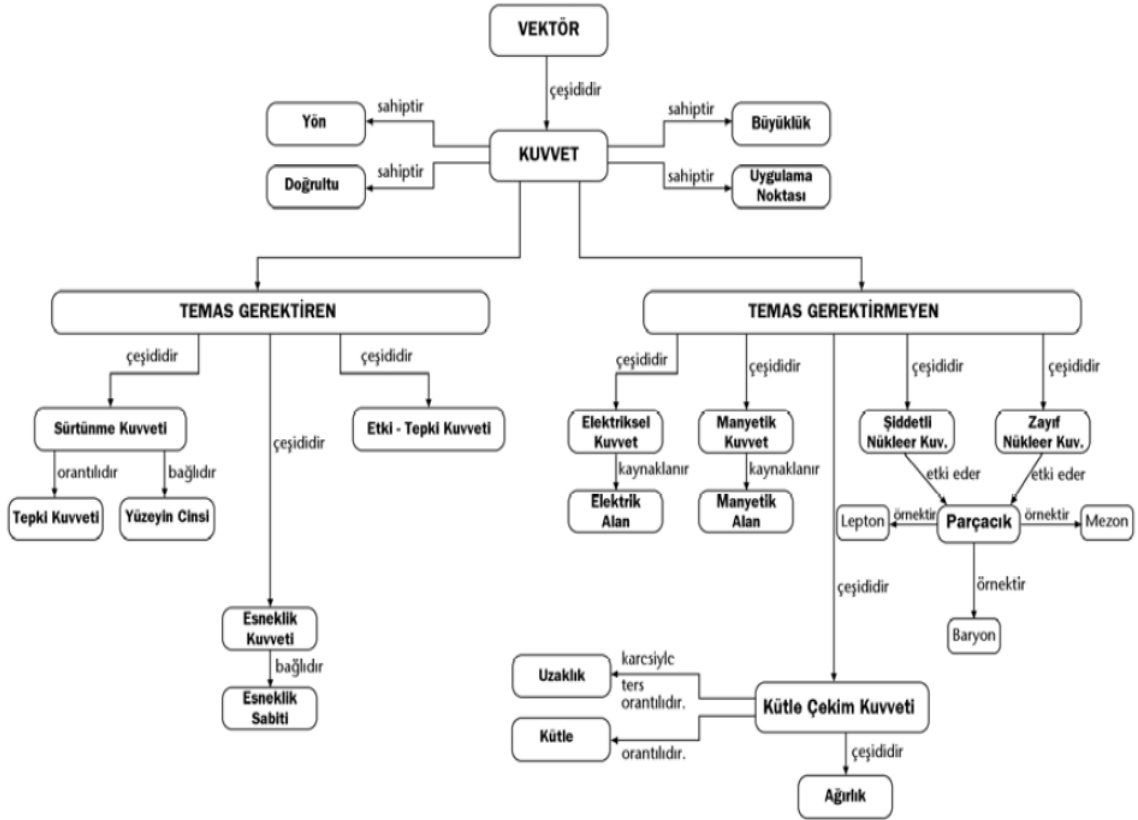 VEKTÖR
çeşididir
sahiptir
sahiptir
Yön
Büyüklük
KUVVET
Doğrultu
sahiptir
sahiptir
Uygulama
Noktası
TEMAS GEREKTİREN
TEMAS GEREKTİRMEYEN
çeşididir
çeşididir
çeşididir
çeşididir
çeşididir
çeşididir
Sürtünme Kuvveti
Etki - Tepki Kuvveti
çeşididir
Elektriksel
Kuvvet
Manyetik
Kuvvet
Şiddetli
Nükleer Kuv.
Zayıf
Nükleer Kuv.
orantılıdır
bağlıdır
kaynaklanır
kaynaklanır
etki eder
etki eder
Tepki Kuvveti
Yüzeyin Cinsi
Elektrik
Alan
Manyetik
Alan
Lepton
örnektir
Parçacık
örnektir
Mezon
çeşididir
örnektir
Baryon
Esneklik
Kuvveti
bağlıdır
Esneklik
Sabiti
Uzaklık
karcsiylc
ters
orantılıdır.
Kütle Çekim Kuvveti
Kütle
orantılıdır.
çeşididir
Ağırlık